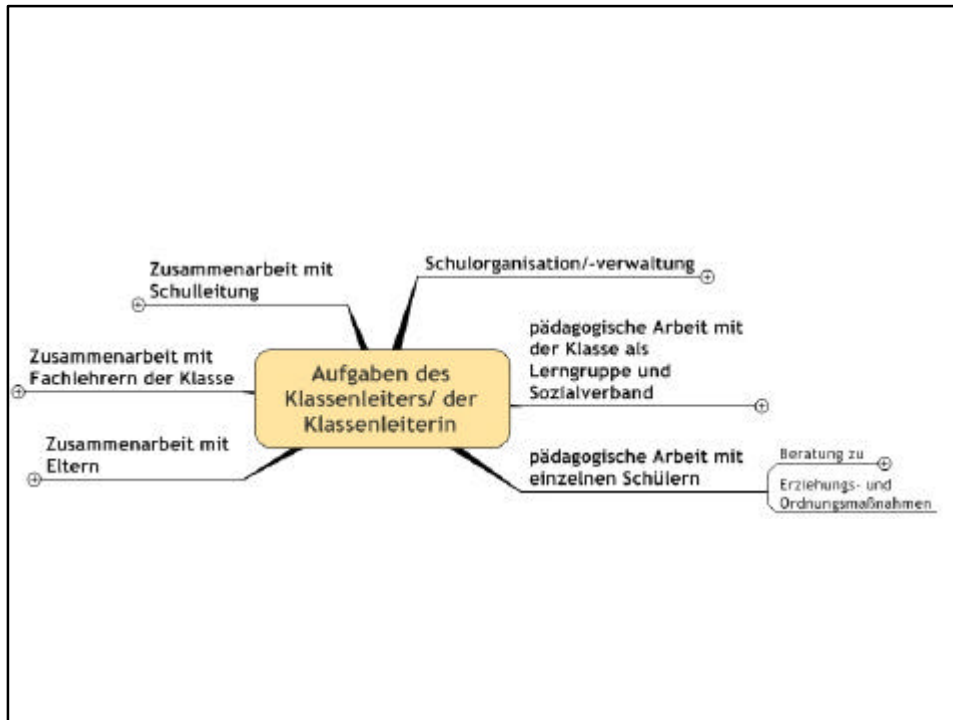 Zusammenarbeit mit
Schulleitung
Schulorganisation/-verwaltung
Zusammenarbeit mit
Fachlehrern der Klasse
Aufgaben des
Klassenleiters/ der
Klassenleiterin
pädagogische Arbeit mit
der Klasse als
Lerngruppe und
Sozialverband
Zusammenarbeit mit
Eltern
pädagogische Arbeit mit
einzelnen Schülern
Beratung zu
Erziehungs- und
Ordnungsmaßnahmen